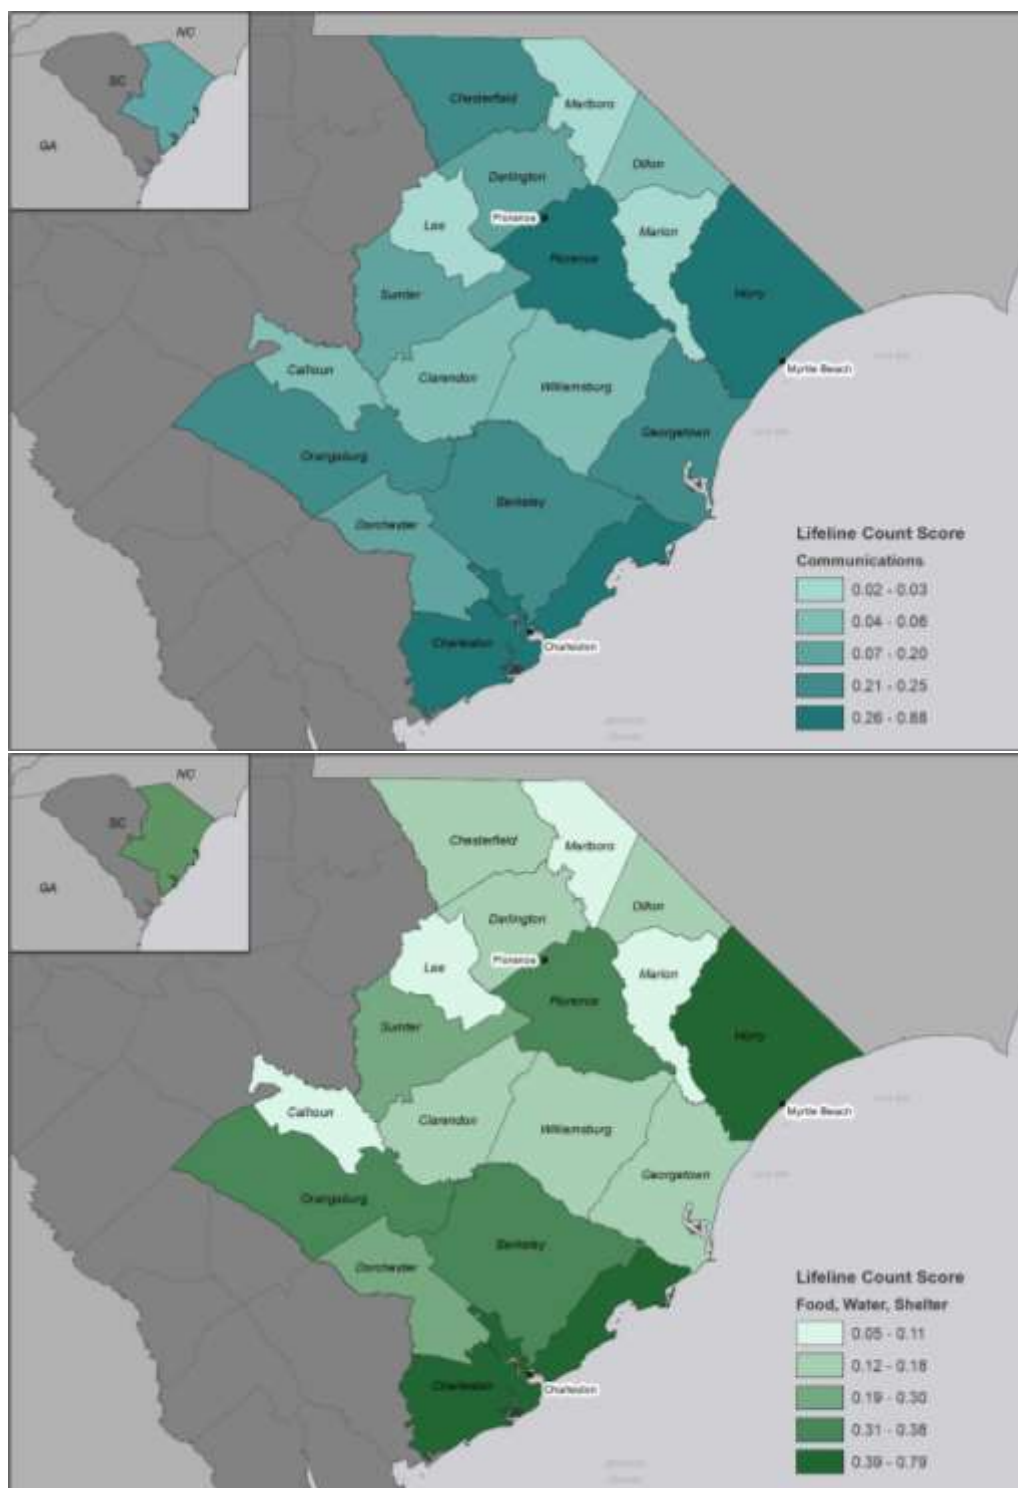 NC
SC
GA
Chesterfield
Marlboro
Dillon
Darlington
Lee
Florence
Marion
Florence
Horry
Sumter
Myrtle Beach
Calhoun
Clarendon
Williamsburg
Georgetown
Orangeburg
Berkeley
Dorchester
Charleston
Charleston
Lifeline Count Score
Communications
0.02 - 0.03
0.04 - 0.06
0.07 - 0.20
0.21 - 0.25
0.26 - 0.88
NC
SC
GA
Chesterfield
Marlboro
Dillon
Darlington
Florence
Lee
Marion
Florence
Sumter
Horry
Calhoun
Myrtle Beach
Clarendon
Williamsburg
Georgetown
Orangeburg
Berkeley
Dorchester
Charleston
Charleston
Lifeline Count Score
Food, Water, Shelter
0.05 - 0.11
0.12 - 0.18
0.19 - 0.30
0.31 - 0.38
0.39 - 0.79